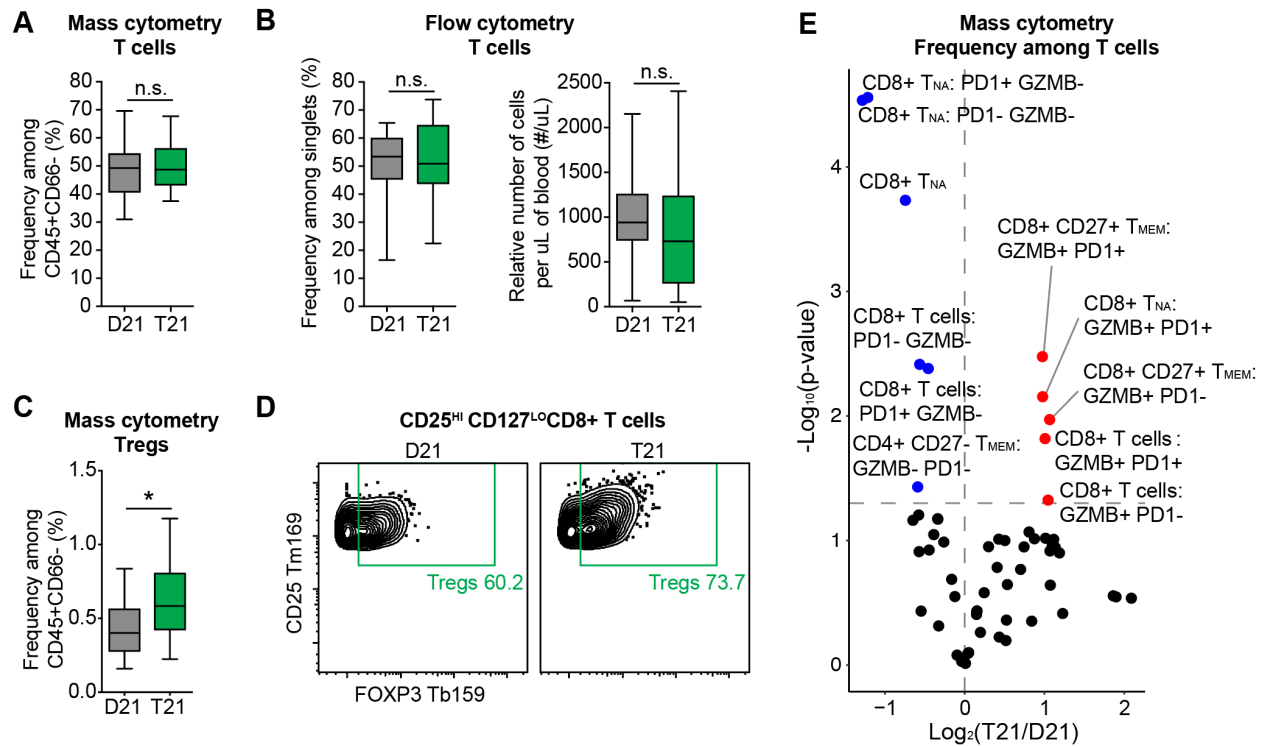 A
Mass cytometry
T cells
Frequency among
CD45+CD66- (%)
80
70
60
50
40
30
20
10
0
n.s.
D21 T21
B
Flow cytometry
T cells
Frequency among singlets (%)
80
70
60
50
40
30
20
10
0
n.s.
D21 T21
Relative number of cells
per uL of blood (#/uL)
2500
2000
1500
1000
500
0
n.s.
D21 T21
C
Mass cytometry
Tregs
Frequency among
CD45+CD66- (%)
1.5
1.0
0.5
0.0
*
D21 T21
D
CD25HI CD127LOCD8+ T cells
D21
T21
CD25 Tm169
Tregs 60.2
Tregs 73.7
FOXP3 Tb159
E
Mass cytometry
Frequency among T cells
-Log10(p-value)
4
3
2
1
0
CD8+ TNA: PD1+ GZMB-
CD8+ TNA: PD1- GZMB-
CD8+ TNA
CD8+ CD27+ TMEM:
GZMB+ PD1+
CD8+ TNA:
GZMB+ PD1+
CD8+ T cells:
PD1- GZMB-
CD8+ CD27+ TMEM:
GZMB+ PD1-
CD8+ T cells:
PD1+ GZMB-
CD8+ T cells :
GZMB+ PD1+
CD4+ CD27- TMEM:
GZMB- PD1-
CD8+ T cells:
GZMB+ PD1-
−1 0 1 2
Log2(T21/D21)